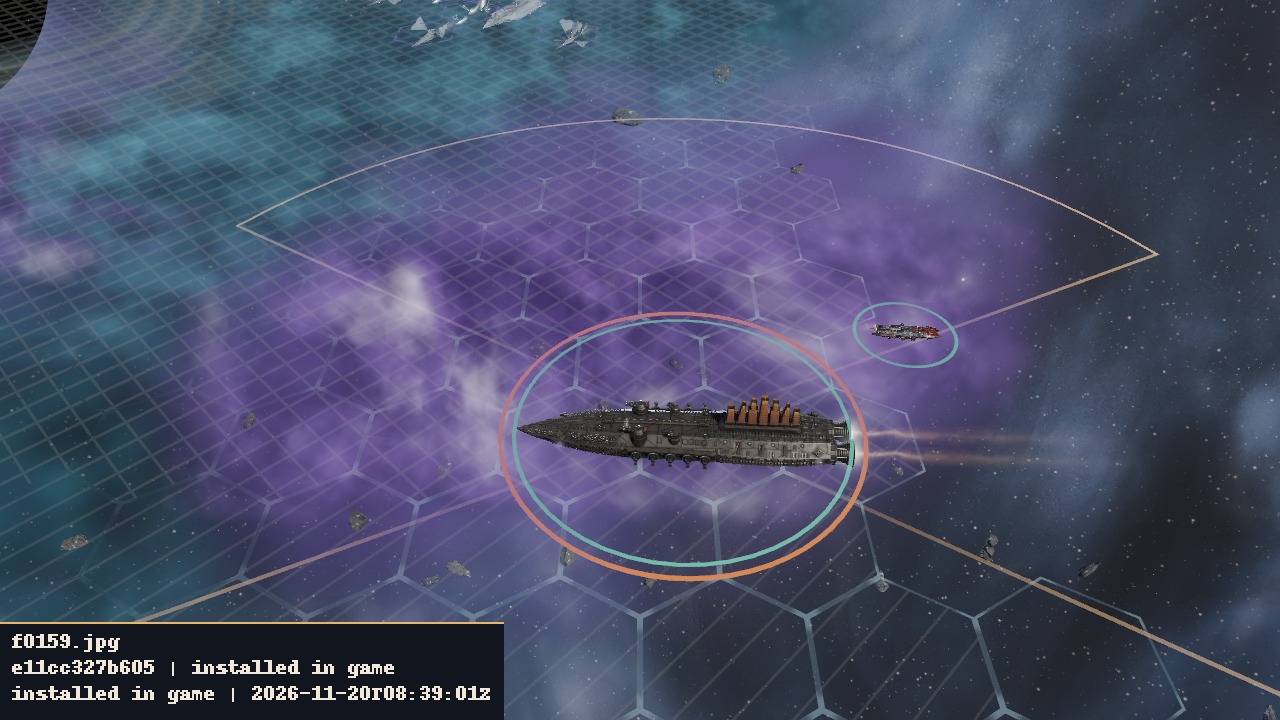 f0159.jpg
e11cc327b605 | installed in game
installed in game | 2026-11-20T08:39:01Z